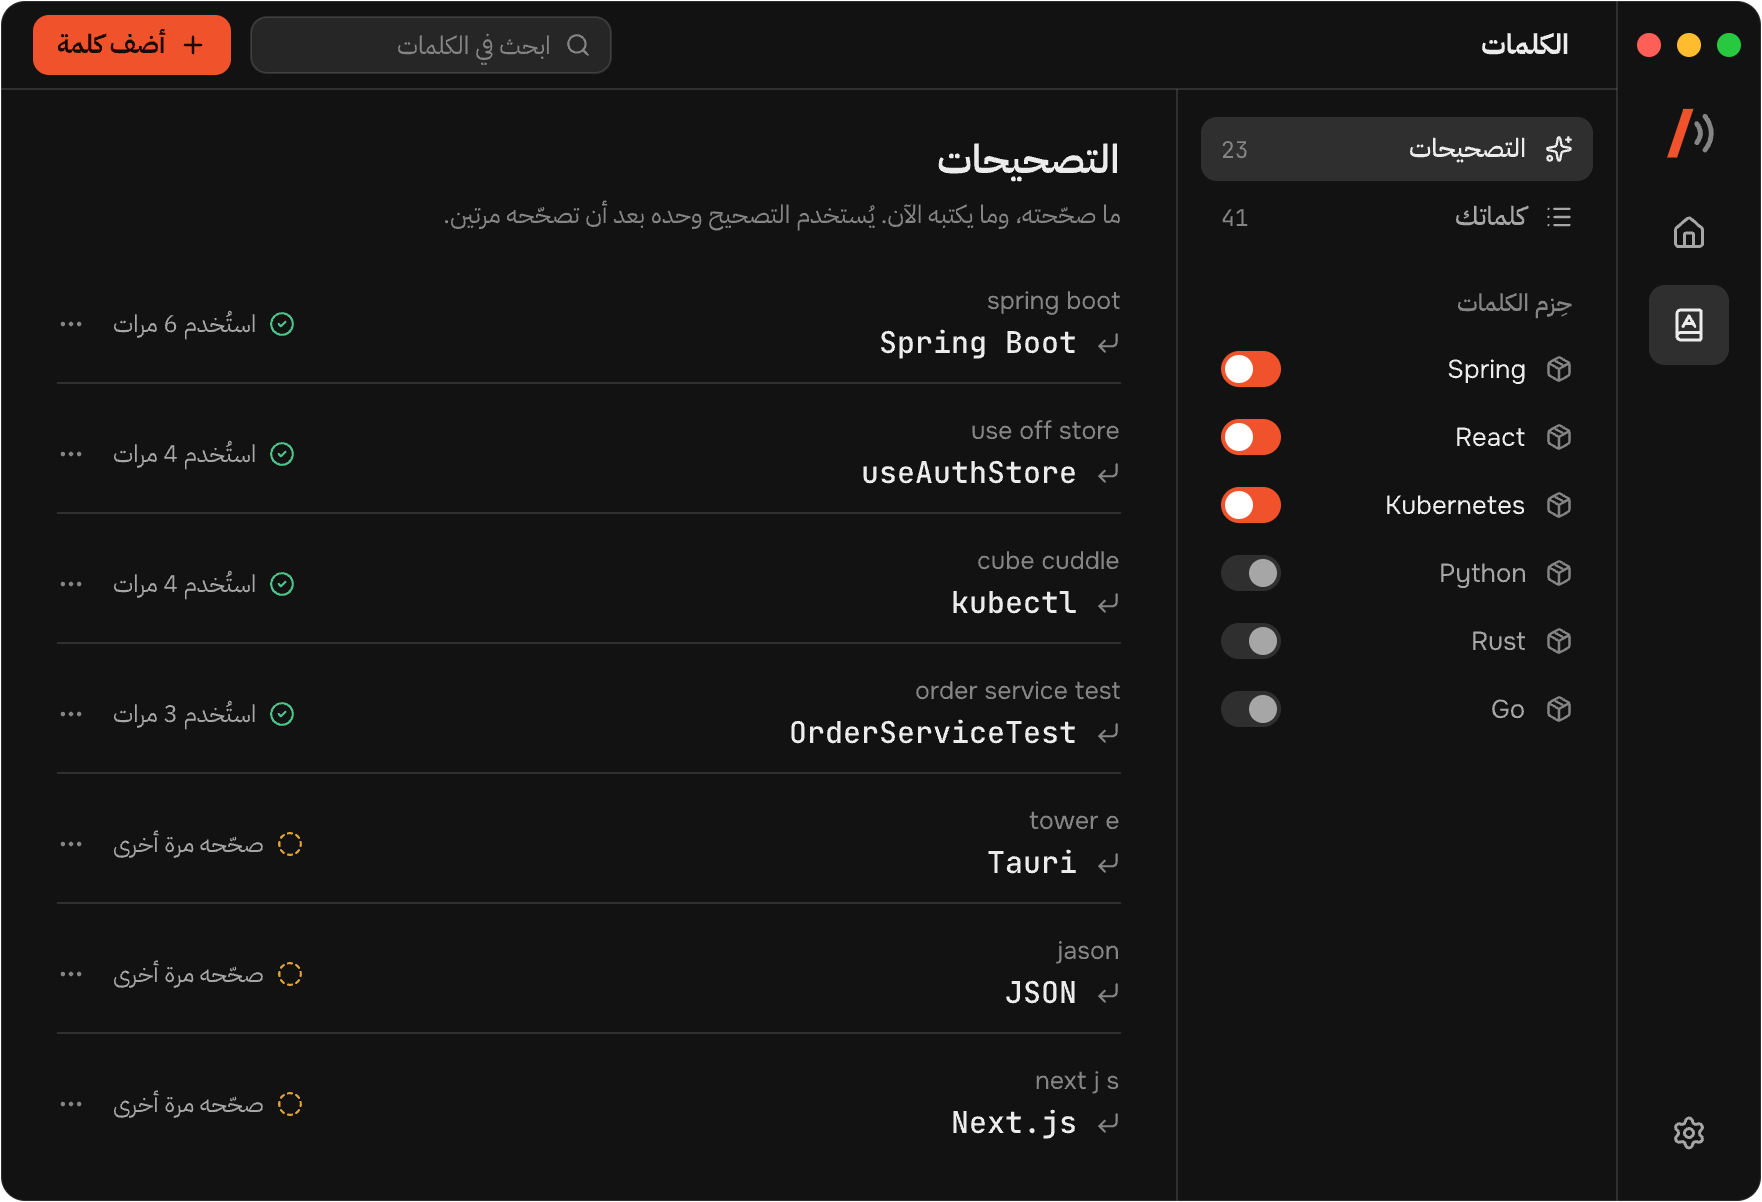 الكلمات
ابحث في الكلمات
أضف كلمة
التصحيحات 23
كلماتك 41
حِزم الكلمات
Spring
React
Kubernetes
Python
Rust
Go
التصحيحات
ما صحّحته، وما يكتبه الآن. يُستخدم التصحيح وحده بعد أن تصحّحه مرتين.
spring boot
Spring Boot
استُخدم 6 مرات
use off store
useAuthStore
استُخدم 4 مرات
cube cuddle
kubectl
استُخدم 4 مرات
order service test
OrderServiceTest
استُخدم 3 مرات
tower e
Tauri
صحّحه مرة أخرى
jason
JSON
صحّحه مرة أخرى
next j s
Next.js
صحّحه مرة أخرى